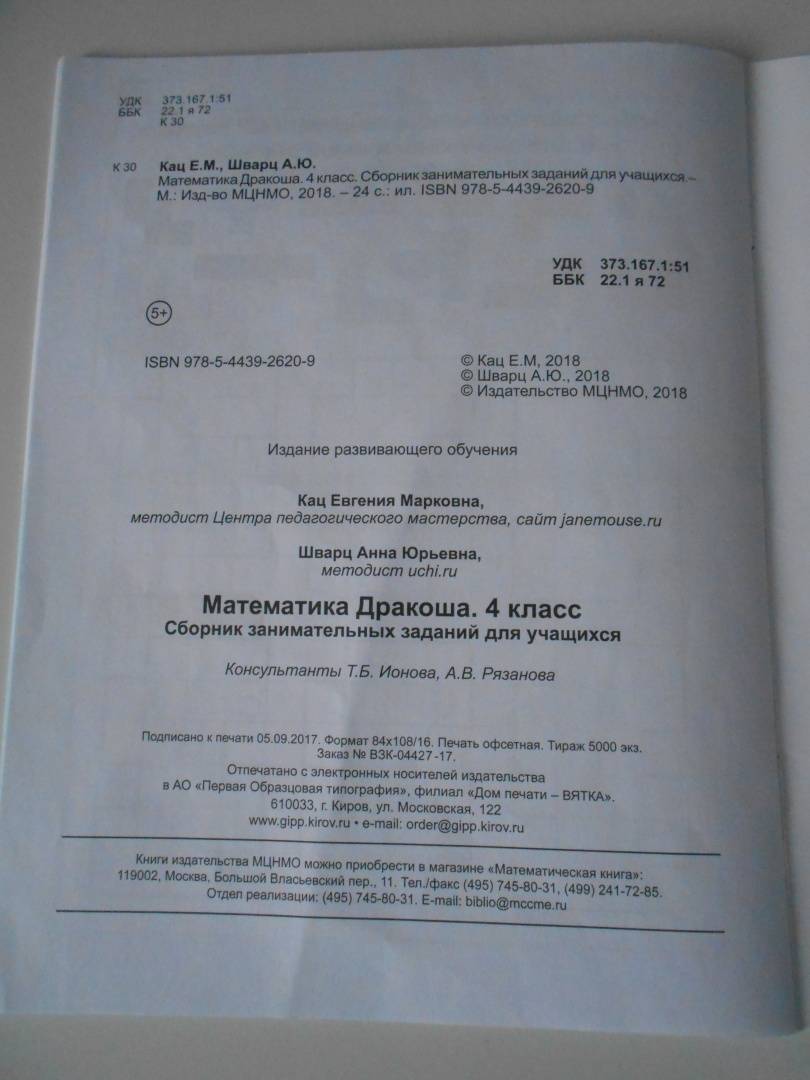 УДК 373.167.1:51
ББК 22.1 я 72
К 30
К 30 Кац Е.М., Шварц А.Ю.
Математика Дракоша. 4 класс. Сборник занимательных заданий для учащихся.–
М.: Изд-во МЦНМО, 2018. – 24 с.: ил. ISBN 978-5-4439-2620-9
УДК 373.167.1:51
ББК 22.1 я 72
5+
ISBN 978-5-4439-2620-9
© Кац Е.М, 2018
© Шварц А.Ю., 2018
© Издательство МЦНМО, 2018
Издание развивающего обучения
Кац Евгения Марковна,
методист Центра педагогического мастерства, сайт janemouse.ru
Шварц Анна Юрьевна,
методист uchi.ru
Математика Дракоша. 4 класс
Сборник занимательных заданий для учащихся
Консультанты Т.Б. Ионова, А.В. Рязанова
Подписано к печати 05.09.2017. Формат 84х108/16. Печать офсетная. Тираж 5000 экз.
Заказ № ВЗК-04427-17.
Отпечатано с электронных носителей издательства
в АО «Первая Образцовая типография», филиал «Дом печати – ВЯТКА».
610033, г. Киров, ул. Московская, 122
www.gipp.kirov.ru • e-mail: order@gipp.kirov.ru
Книги издательства МЦНМО можно приобрести в магазине «Математическая книга»:
119002, Москва, Большой Власьевский пер., 11. Тел./факс (495) 745-80-31, (499) 241-72-85.
Отдел реализации: (495) 745-80-31. E-mail: biblio@mccme.ru